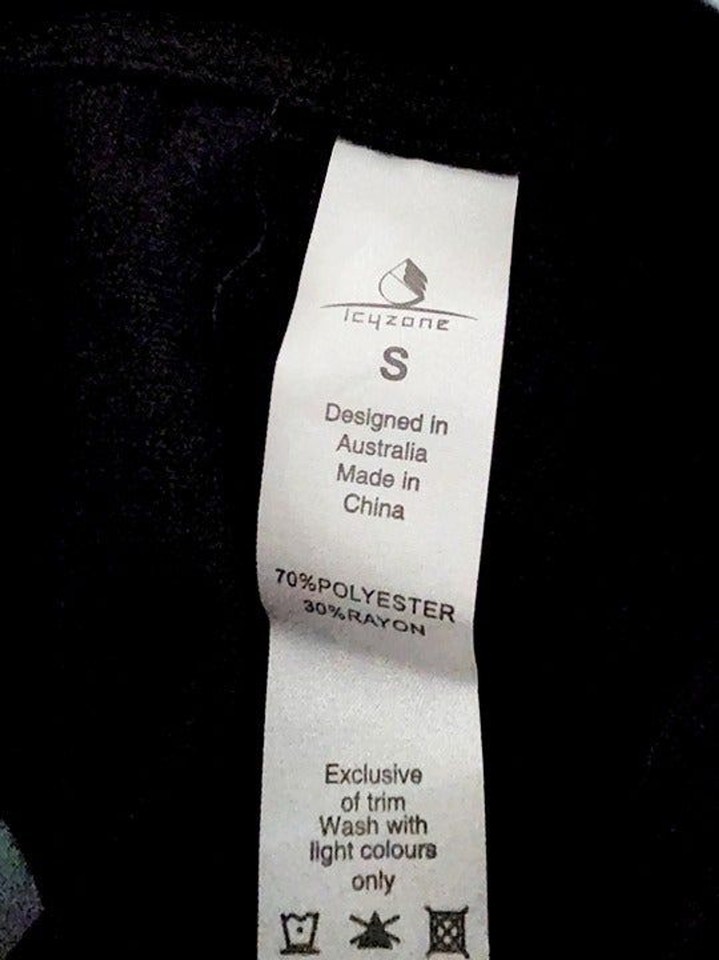 icyzone
S
Designed in
Australia
Made in
China
70%POLYESTER
30%RAYON
Exclusive
of trim
Wash with
light colours
only